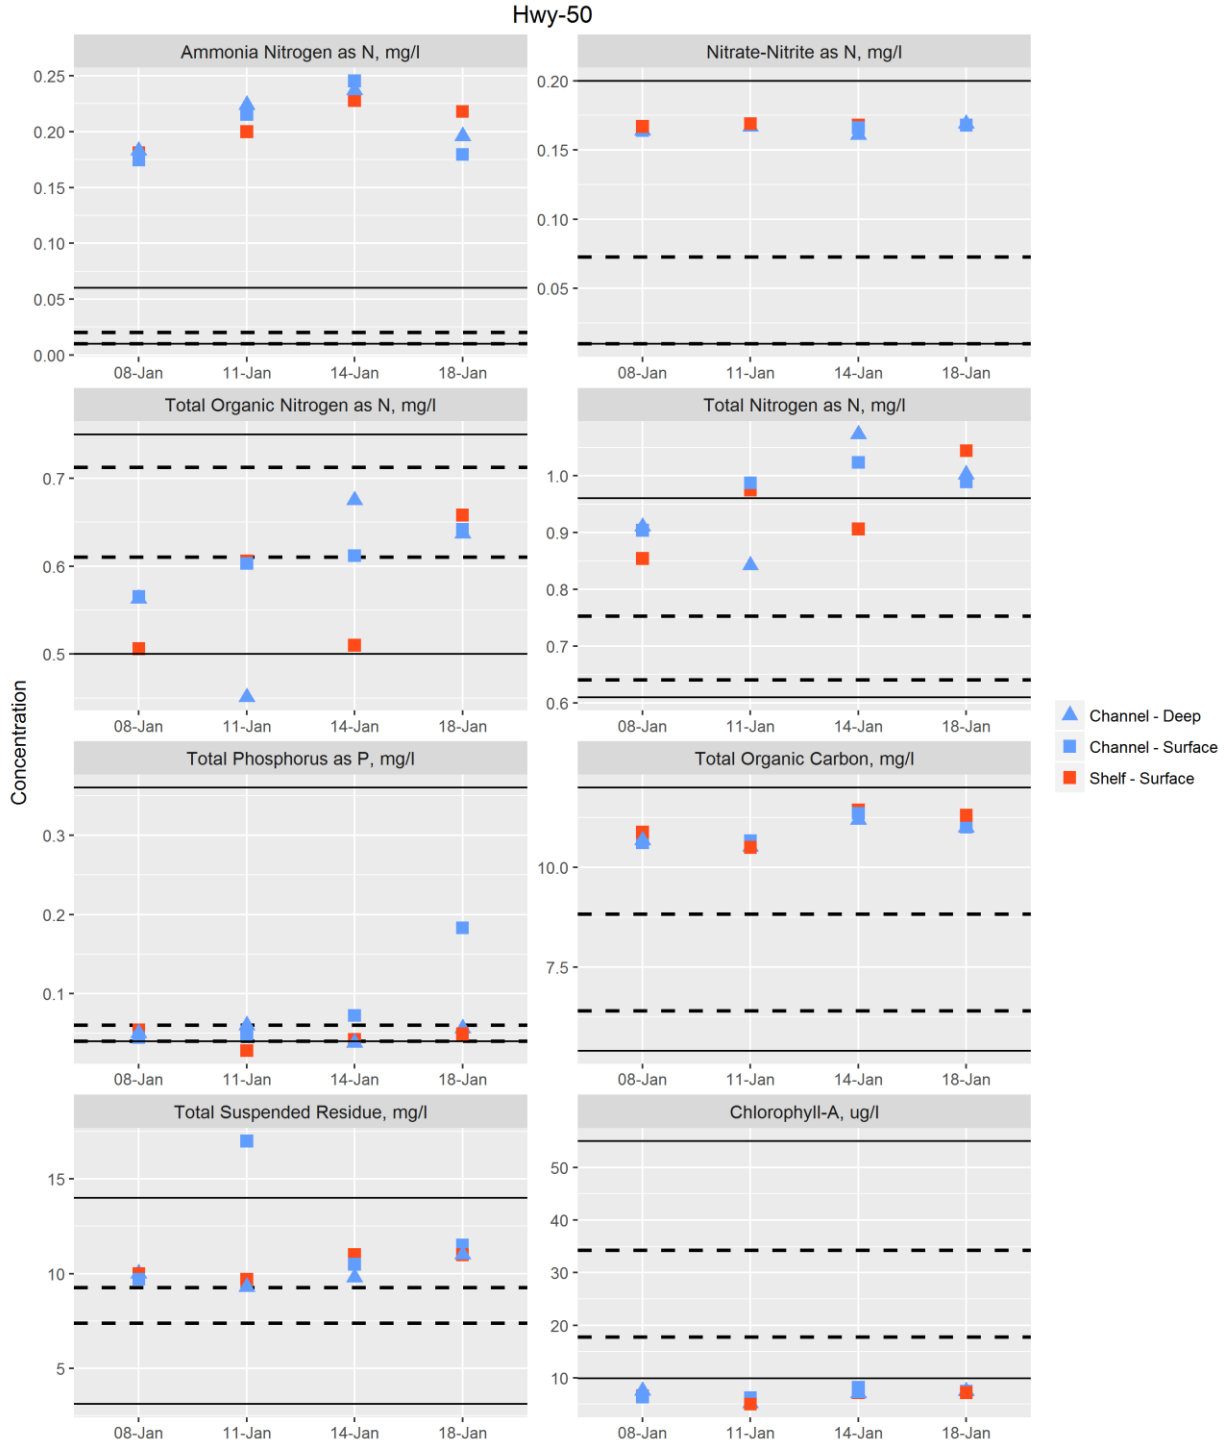 Hwy-50
Ammonia Nitrogen as N, mg/l
0.25
0.20
0.15
0.10
0.05
0.00
08-Jan 11-Jan 14-Jan 18-Jan
Nitrate-Nitrite as N, mg/l
0.20
0.15
0.10
0.05
08-Jan 11-Jan 14-Jan 18-Jan
Total Organic Nitrogen as N, mg/l
0.7
0.6
0.5
08-Jan 11-Jan 14-Jan 18-Jan
Total Nitrogen as N, mg/l
1.0
0.9
0.8
0.7
0.6
08-Jan 11-Jan 14-Jan 18-Jan
Concentration
Total Phosphorus as P, mg/l
0.3
0.2
0.1
08-Jan 11-Jan 14-Jan 18-Jan
Total Organic Carbon, mg/l
10.0
7.5
08-Jan 11-Jan 14-Jan 18-Jan
Total Suspended Residue, mg/l
15
10
5
08-Jan 11-Jan 14-Jan 18-Jan
Chlorophyll-A, ug/l
50
40
30
20
10
08-Jan 11-Jan 14-Jan 18-Jan
Channel - Deep
Channel - Surface
Shelf - Surface